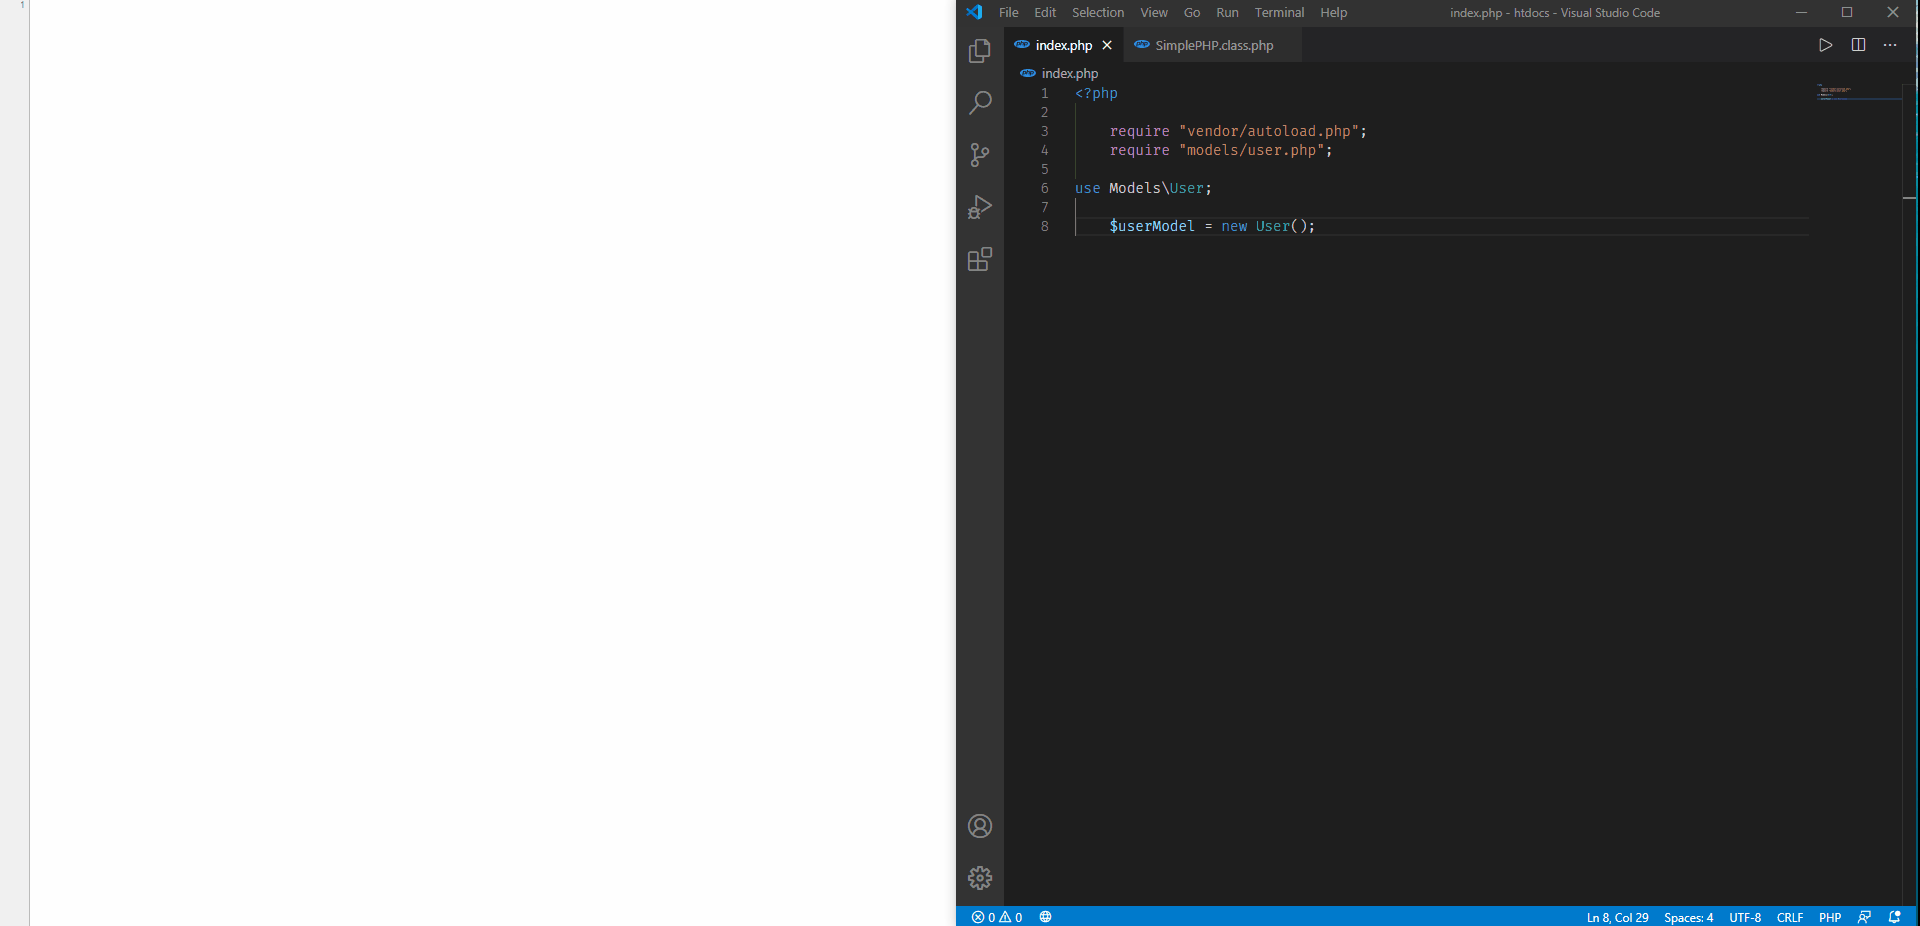 1
File Edit Selection View Go Run Terminal Help index.php - htdocs - Visual Studio Code
php index.php php SimplePHP.class.php
php index.php
1 <?php
2
3 require "vendor/autoload.php";
4 require "models/user.php";
5
6 use Models\User;
7
8 $userModel = new User();
0 0 Ln 8, Col 29 Spaces: 4 UTF-8 CRLF PHP